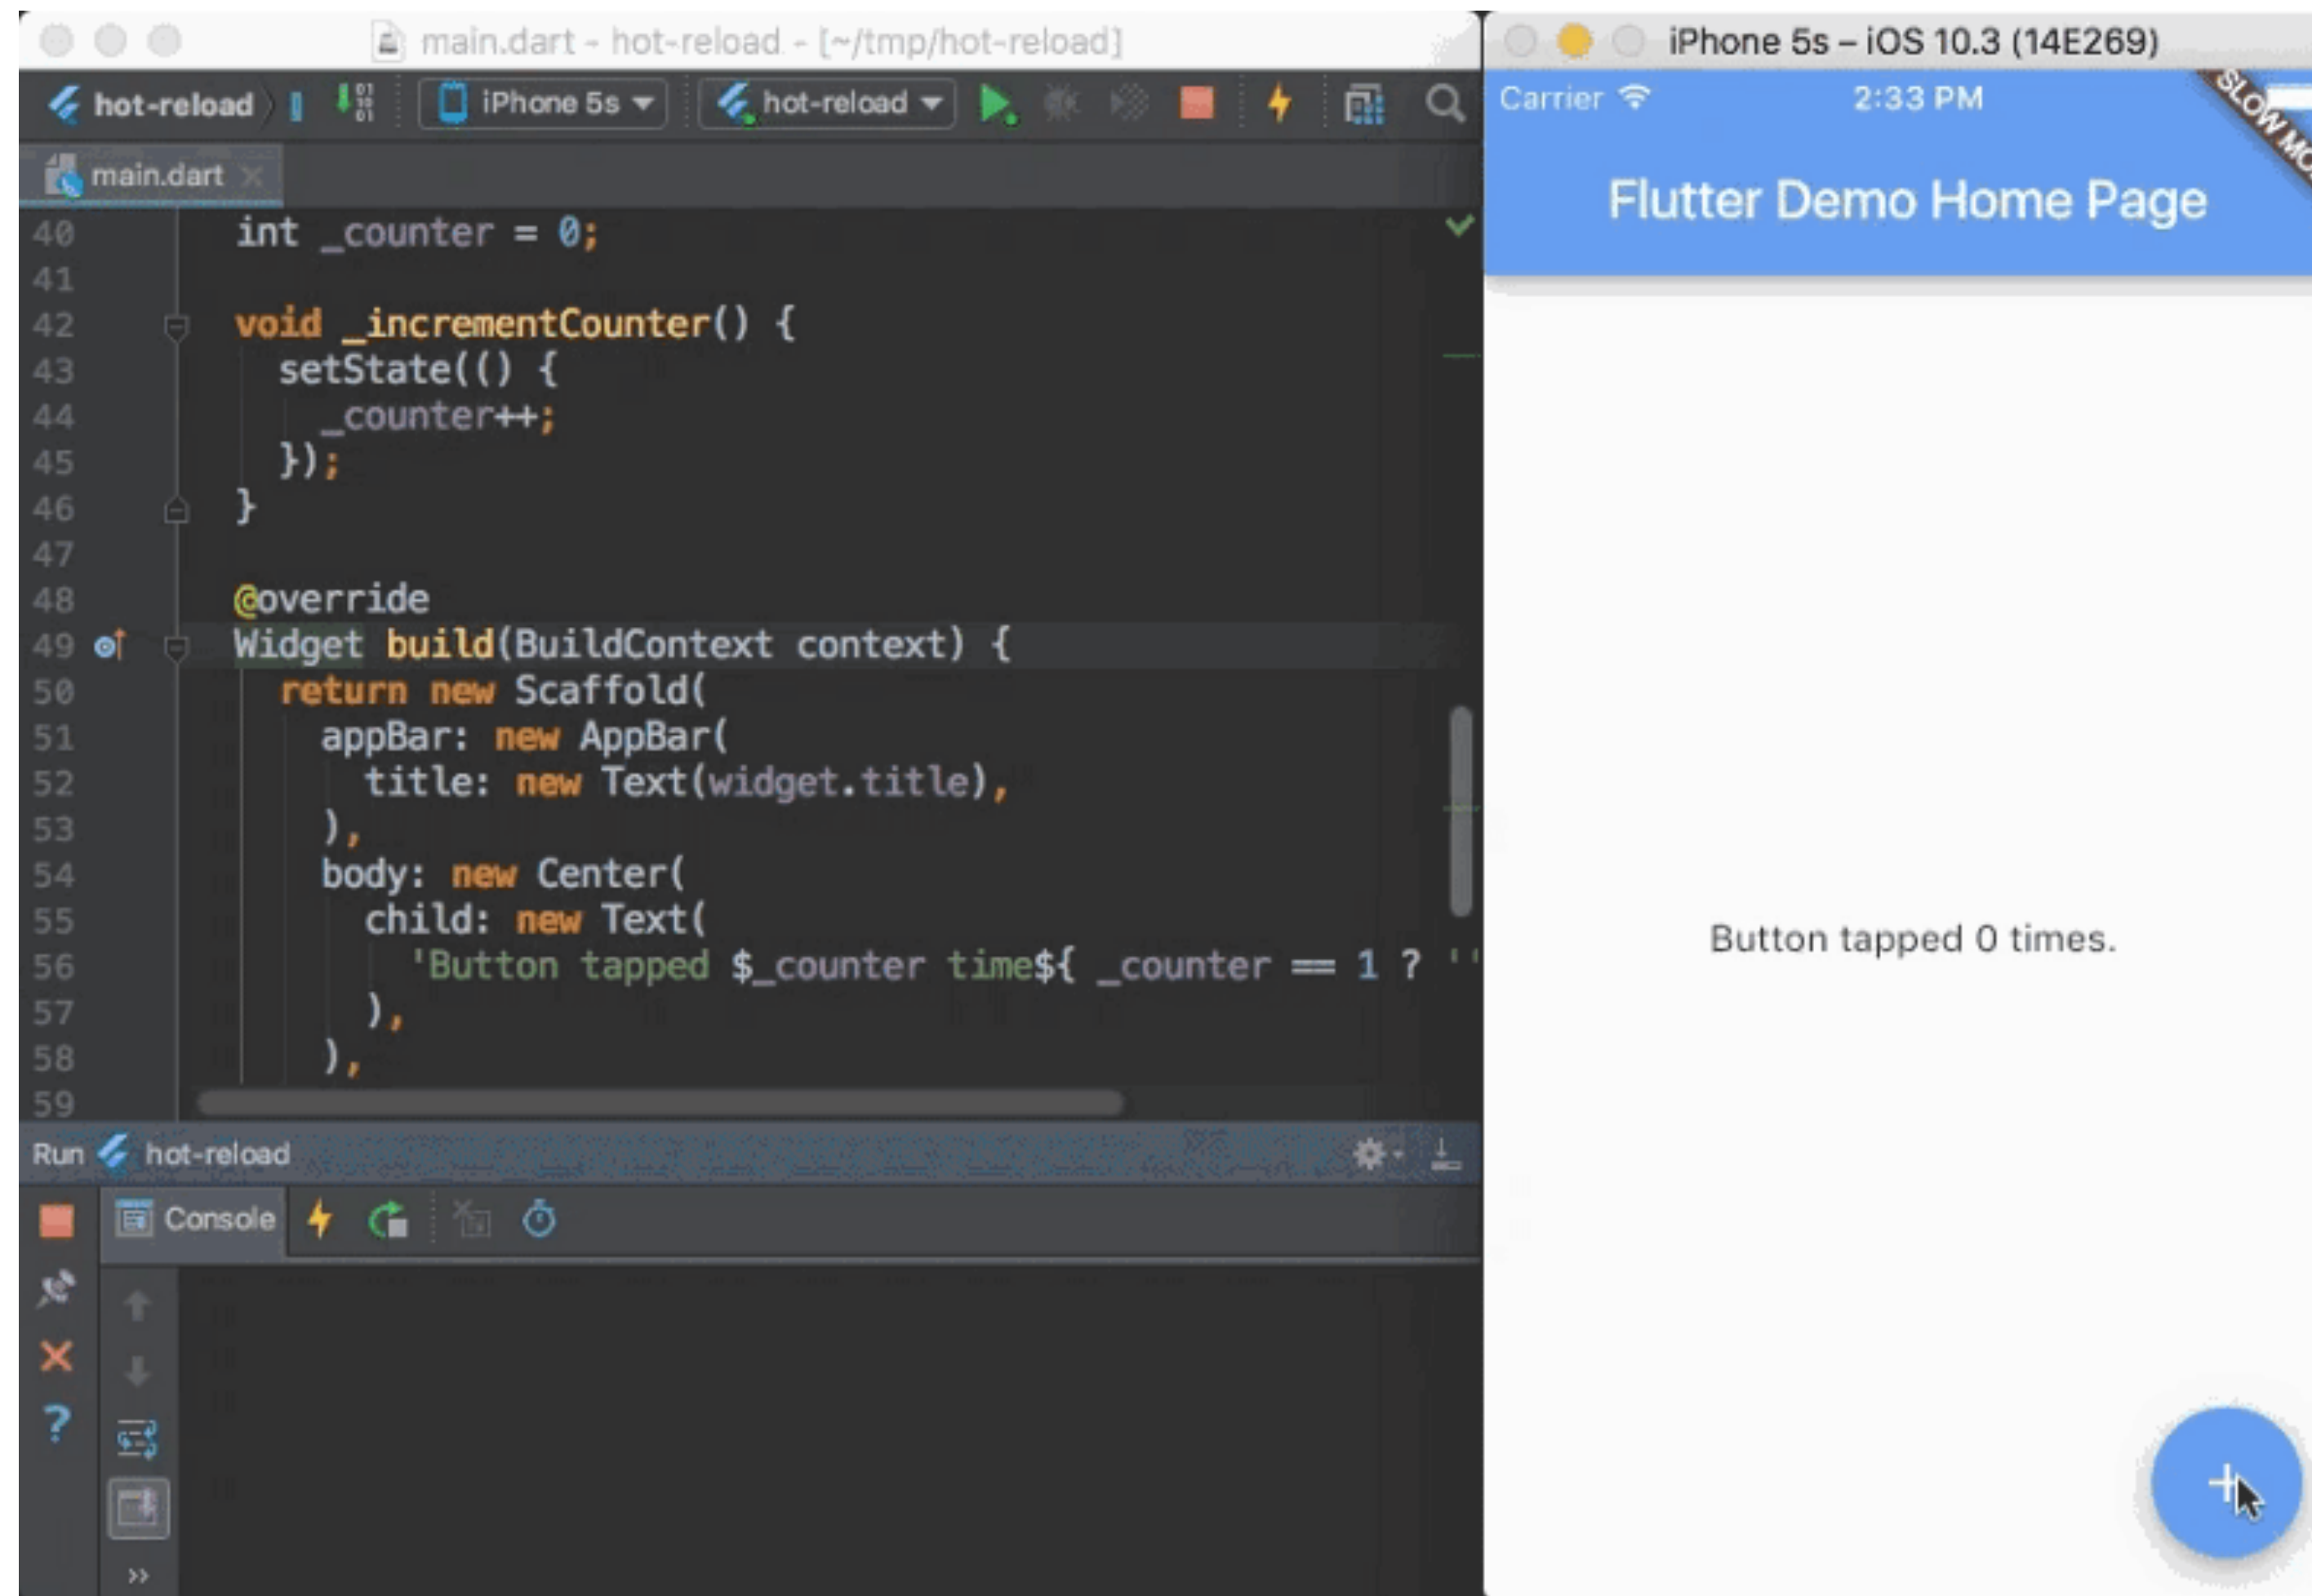 main.dart - hot-reload - [~/tmp/hot-reload]
hot-reload iPhone 5s hot-reload
main.dart
40 int _counter = 0;
41
42 void _incrementCounter() {
43 setState(() {
44 _counter++;
45 });
46 }
47
48 @override
49 Widget build(BuildContext context) {
50 return new Scaffold(
51 appBar: new AppBar(
52 title: new Text(widget.title),
53 ),
54 body: new Center(
55 child: new Text(
56 'Button tapped $_counter time${ _counter == 1 ? ''
57 ),
58 ),
59
Run hot-reload
Console
iPhone 5s – iOS 10.3 (14E269)
Carrier 2:33 PM
SLOW MO
Flutter Demo Home Page
Button tapped 0 times.